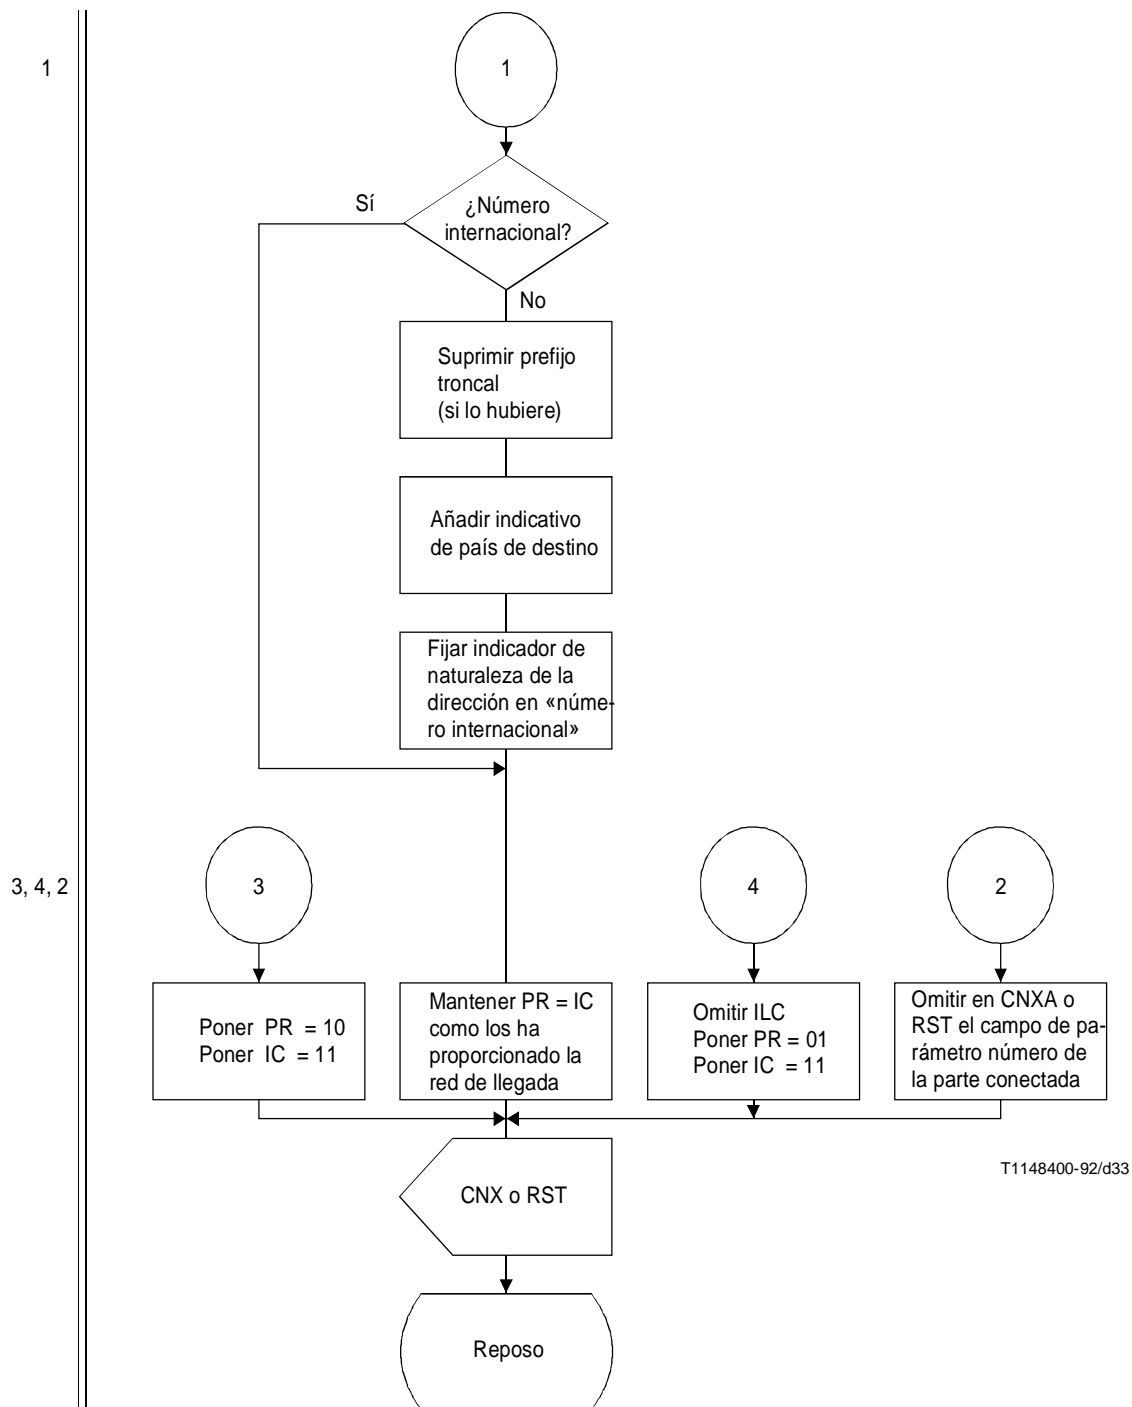 1
1
Sí
¿Número
internacional?
No
Suprimir prefijo
troncal
(si lo hubiere)
Añadir indicativo
de país de destino
Fijar indicador de
naturaleza de la
dirección en «núme-
ro internacional»
3, 4, 2
3
4
2
Poner PR = 10
Poner IC = 11
Mantener PR = IC
como los ha
proporcionado la
red de llegada
Omitir ILC
Poner PR = 01
Poner IC = 11
Omitir en CNXA o
RST el campo de pa-
rámetro número de
la parte conectada
T1148400-92/d33
CNX o RST
Reposo